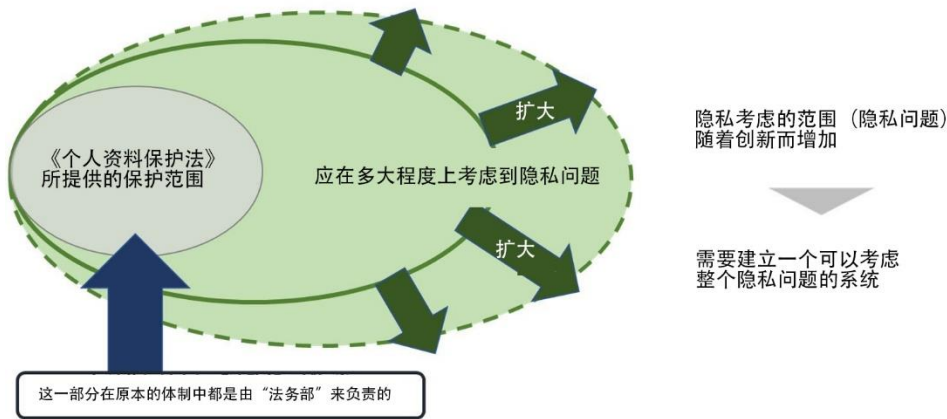 《个人资料保护法》
所提供的保护范围
应在多大程度上考虑到隐私问题
扩大
扩大
隐私考虑的范围（隐私问题）
随着创新而增加
需要建立一个可以考虑
整个隐私问题的系统
这一部分在原本的体制中都是由“法务部”来负责的